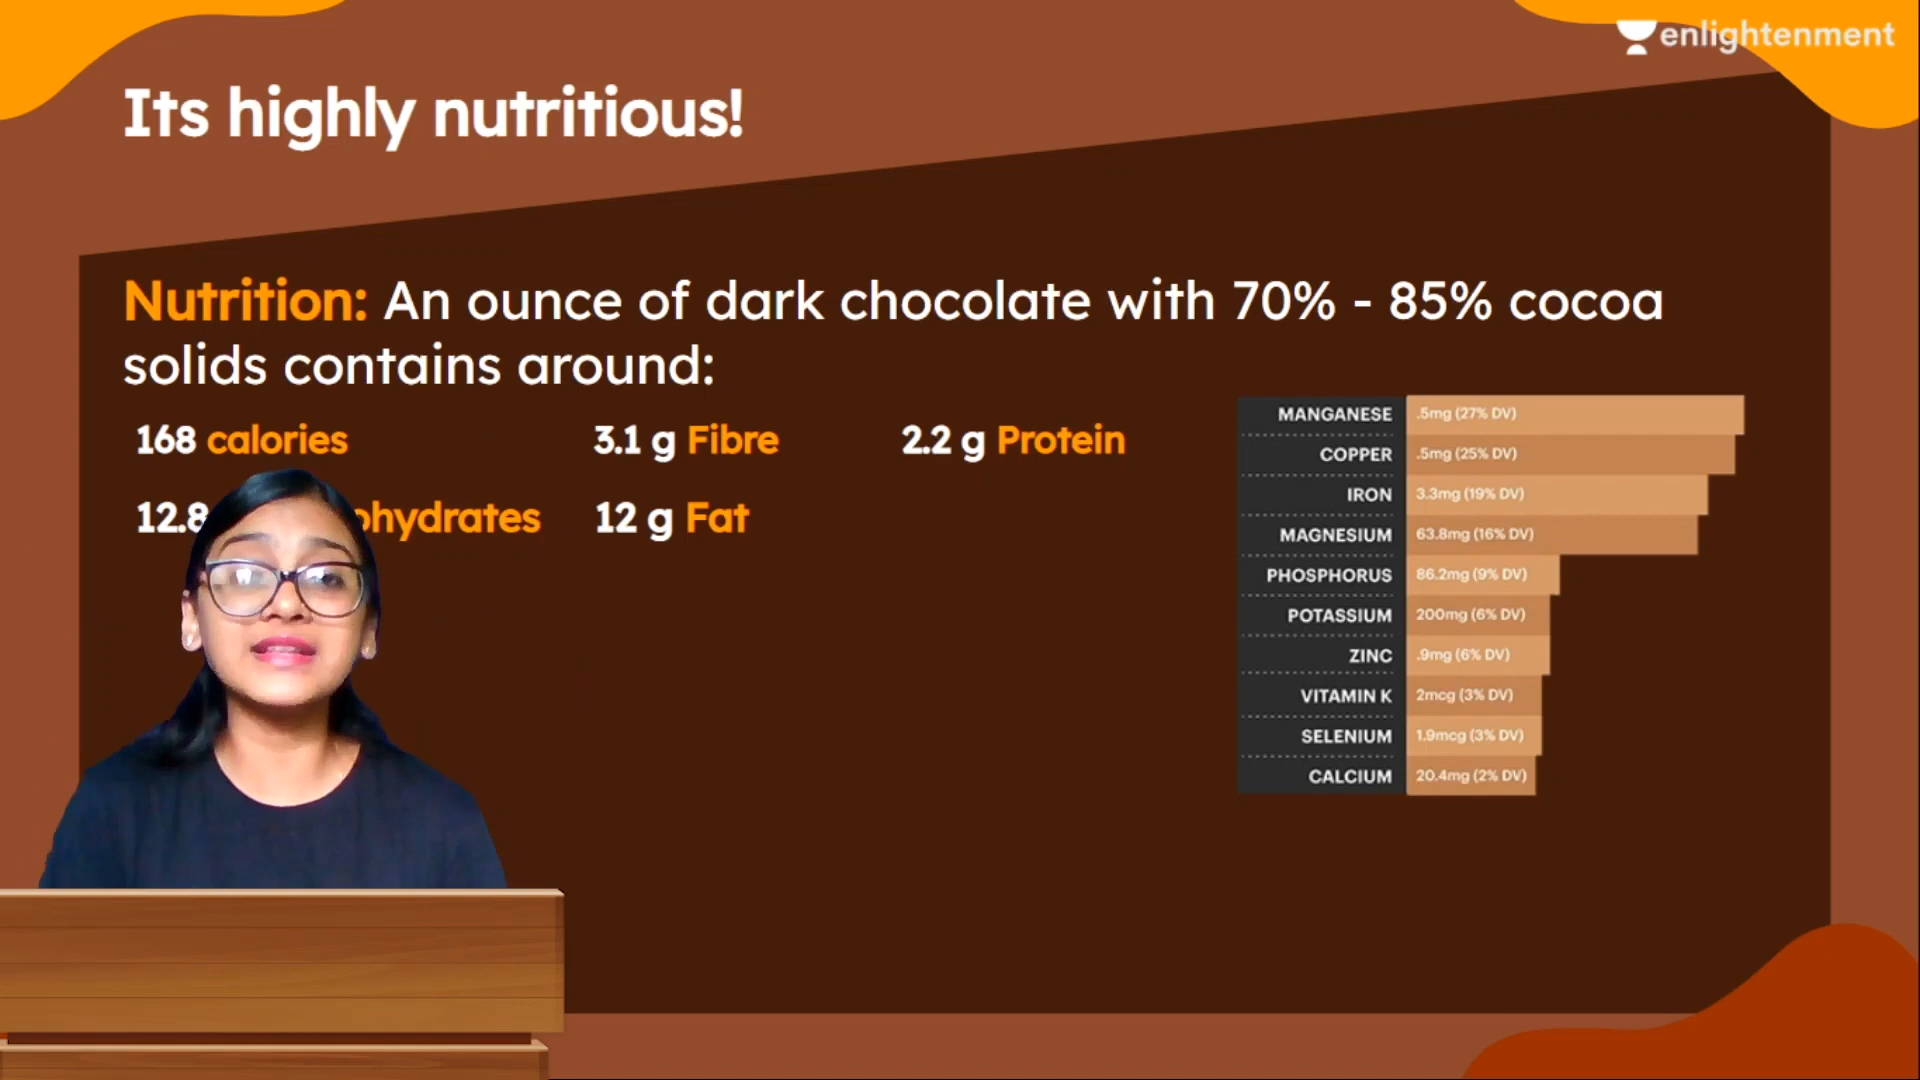 enlightenment
Its highly nutritious!
Nutrition: An ounce of dark chocolate with 70% - 85% cocoa
solids contains around:
168 calories 3.1 g Fibre 2.2 g Protein
12.8 ohydrates 12 g Fat
MANGANESE .5mg (27% DV)
COPPER .5mg (25% DV)
IRON 3.3mg (19% DV)
MAGNESIUM 63.8mg (16% DV)
PHOSPHORUS 86.2mg (9% DV)
POTASSIUM 200mg (6% DV)
ZINC .9mg (6% DV)
VITAMIN K 2mcg (3% DV)
SELENIUM 1.9mcg (3% DV)
CALCIUM 20.4mg (2% DV)